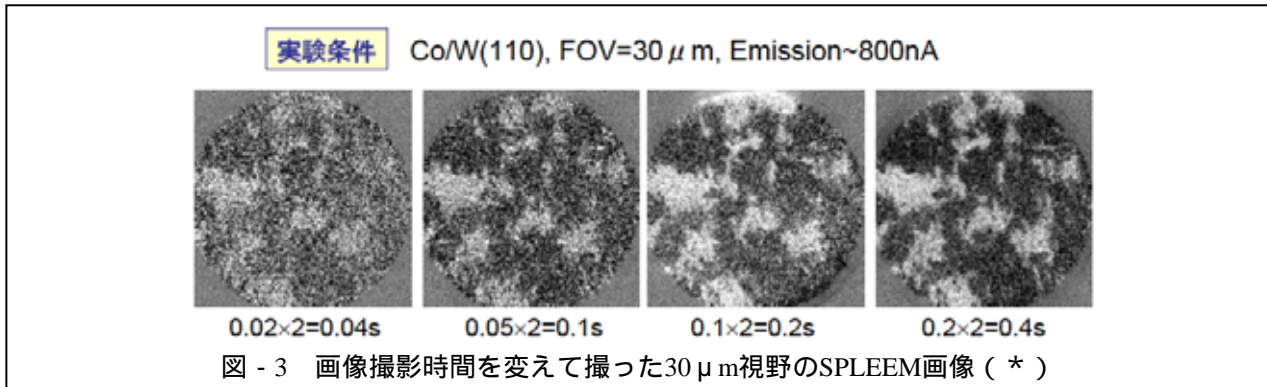 実験条件 Co/W(110), FOV=30μm, Emission~800nA
0.02×2=0.04s 0.05×2=0.1s 0.1×2=0.2s 0.2×2=0.4s
図 - 3 画像撮影時間を変えて撮った30μm視野のSPLEEM画像（＊）